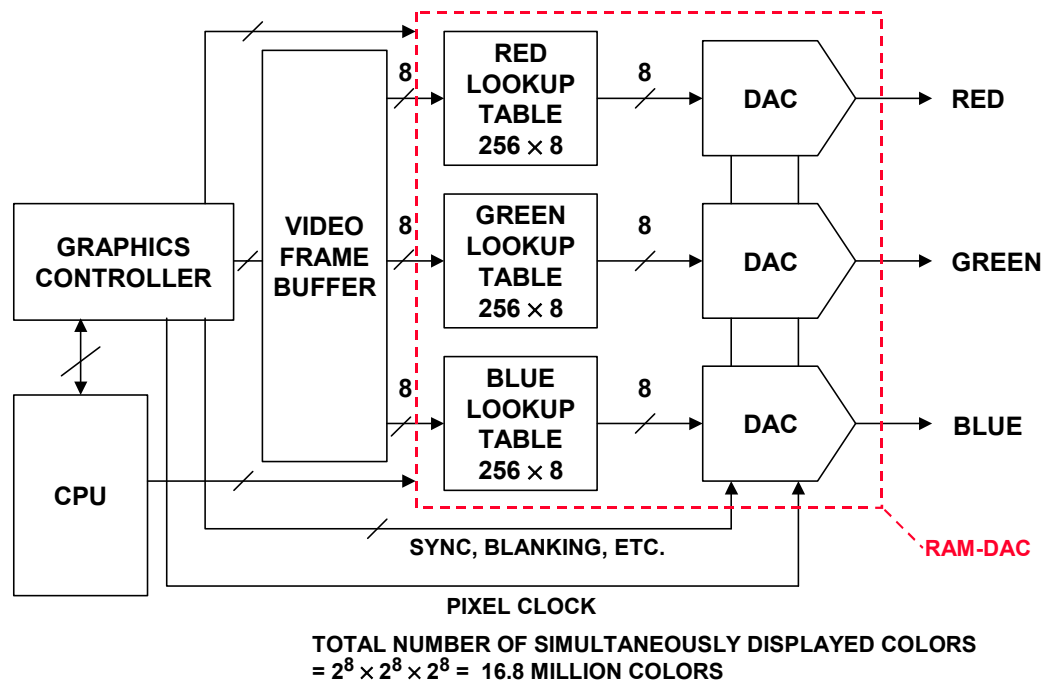 8
RED
LOOKUP
TABLE
256 × 8
8
DAC
RED
GRAPHICS
CONTROLLER
VIDEO
FRAME
BUFFER
8
GREEN
LOOKUP
TABLE
256 × 8
8
DAC
GREEN
CPU
8
BLUE
LOOKUP
TABLE
256 × 8
8
DAC
BLUE
SYNC, BLANKING, ETC.
RAM-DAC
PIXEL CLOCK
TOTAL NUMBER OF SIMULTANEOUSLY DISPLAYED COLORS
= 2⁸ × 2⁸ × 2⁸ = 16.8 MILLION COLORS